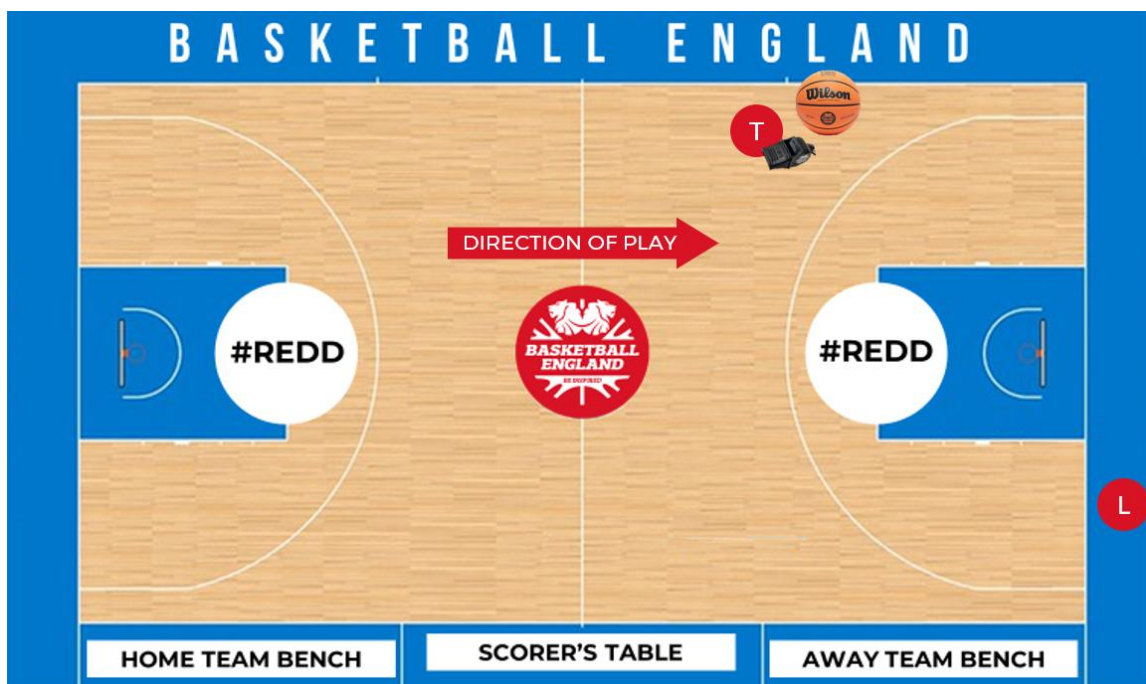 BASKETBALL ENGLAND
Wilson
T
DIRECTION OF PLAY
#REDD
BASKETBALL
ENGLAND
#REDD
L
HOME TEAM BENCH
SCORER'S TABLE
AWAY TEAM BENCH